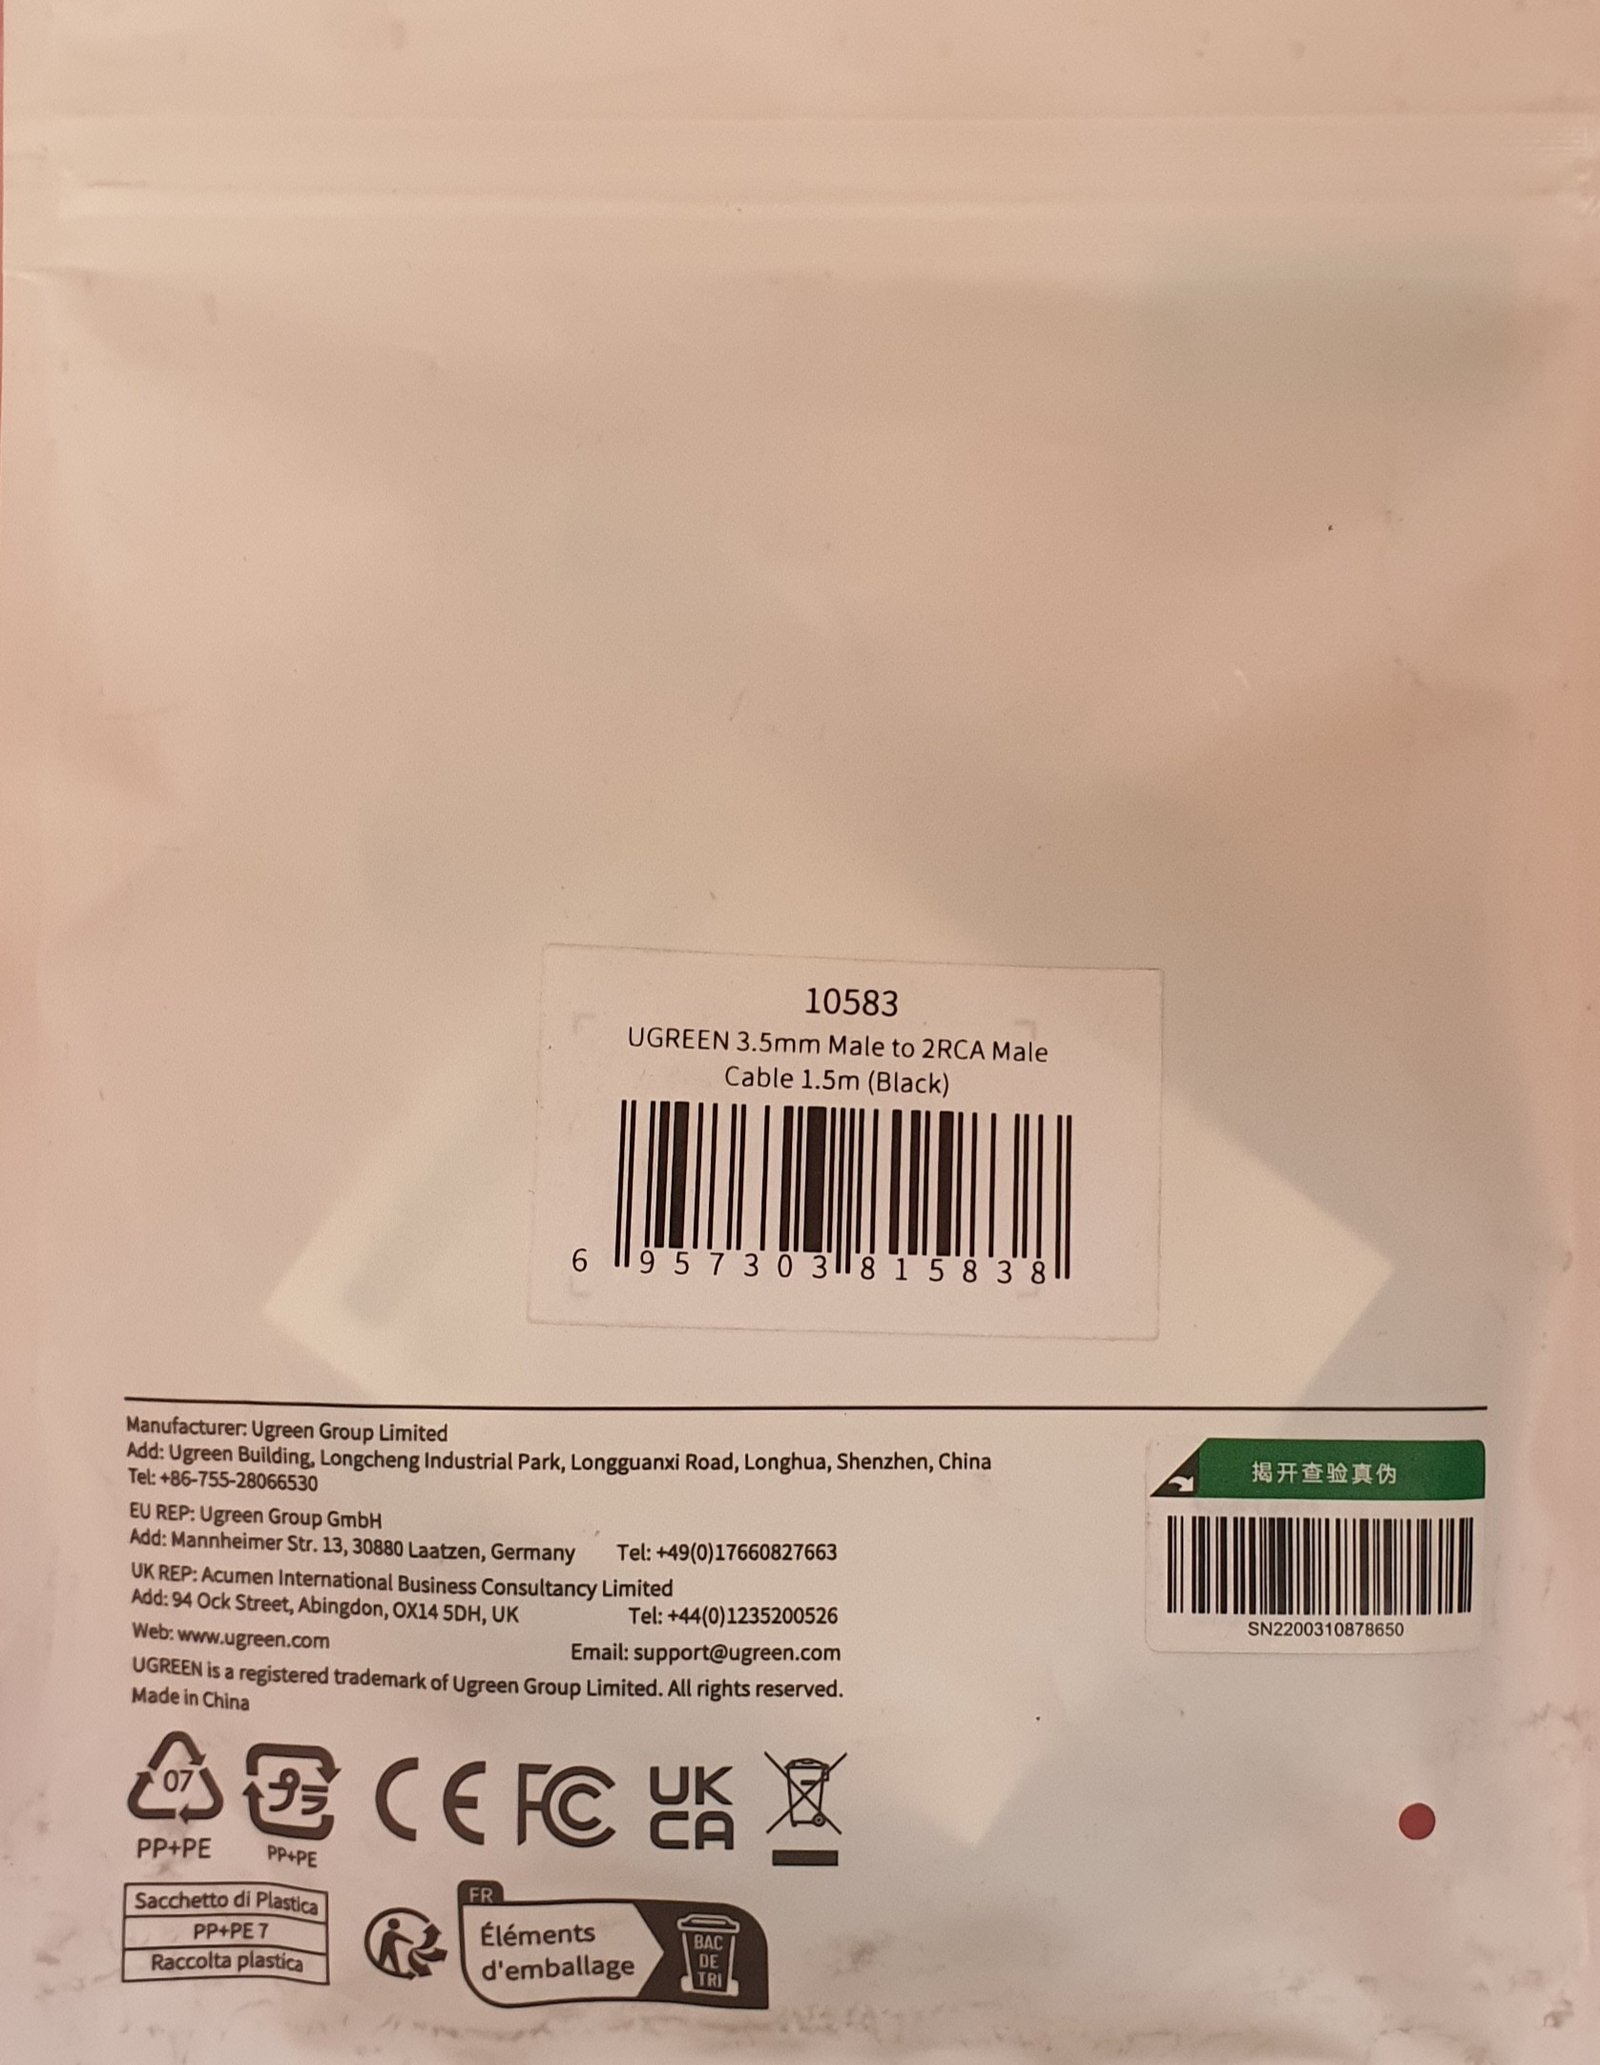 10583
UGREEN 3.5mm Male to 2RCA Male
Cable 1.5m (Black)
6 957303 815838
Manufacturer: Ugreen Group Limited
Add: Ugreen Building, Longcheng Industrial Park, Longguanxi Road, Longhua, Shenzhen, China
Tel: +86-755-28066530
EU REP: Ugreen Group GmbH
Add: Mannheimer Str. 13, 30880 Laatzen, Germany Tel: +49(0)17660827663
UK REP: Acumen International Business Consultancy Limited
Add: 94 Ock Street, Abingdon, OX14 5DH, UK Tel: +44(0)1235200526
Web: www.ugreen.com Email: support@ugreen.com
UGREEN is a registered trademark of Ugreen Group Limited. All rights reserved.
Made in China
揭开查验真伪
SN2200310878650
07
PP+PE
プラ
PP+PE
CE
FC
UK
CA
Sacchetto di Plastica
PP+PE 7
Raccolta plastica
FR
Éléments
d'emballage
BAC
DE
TRI